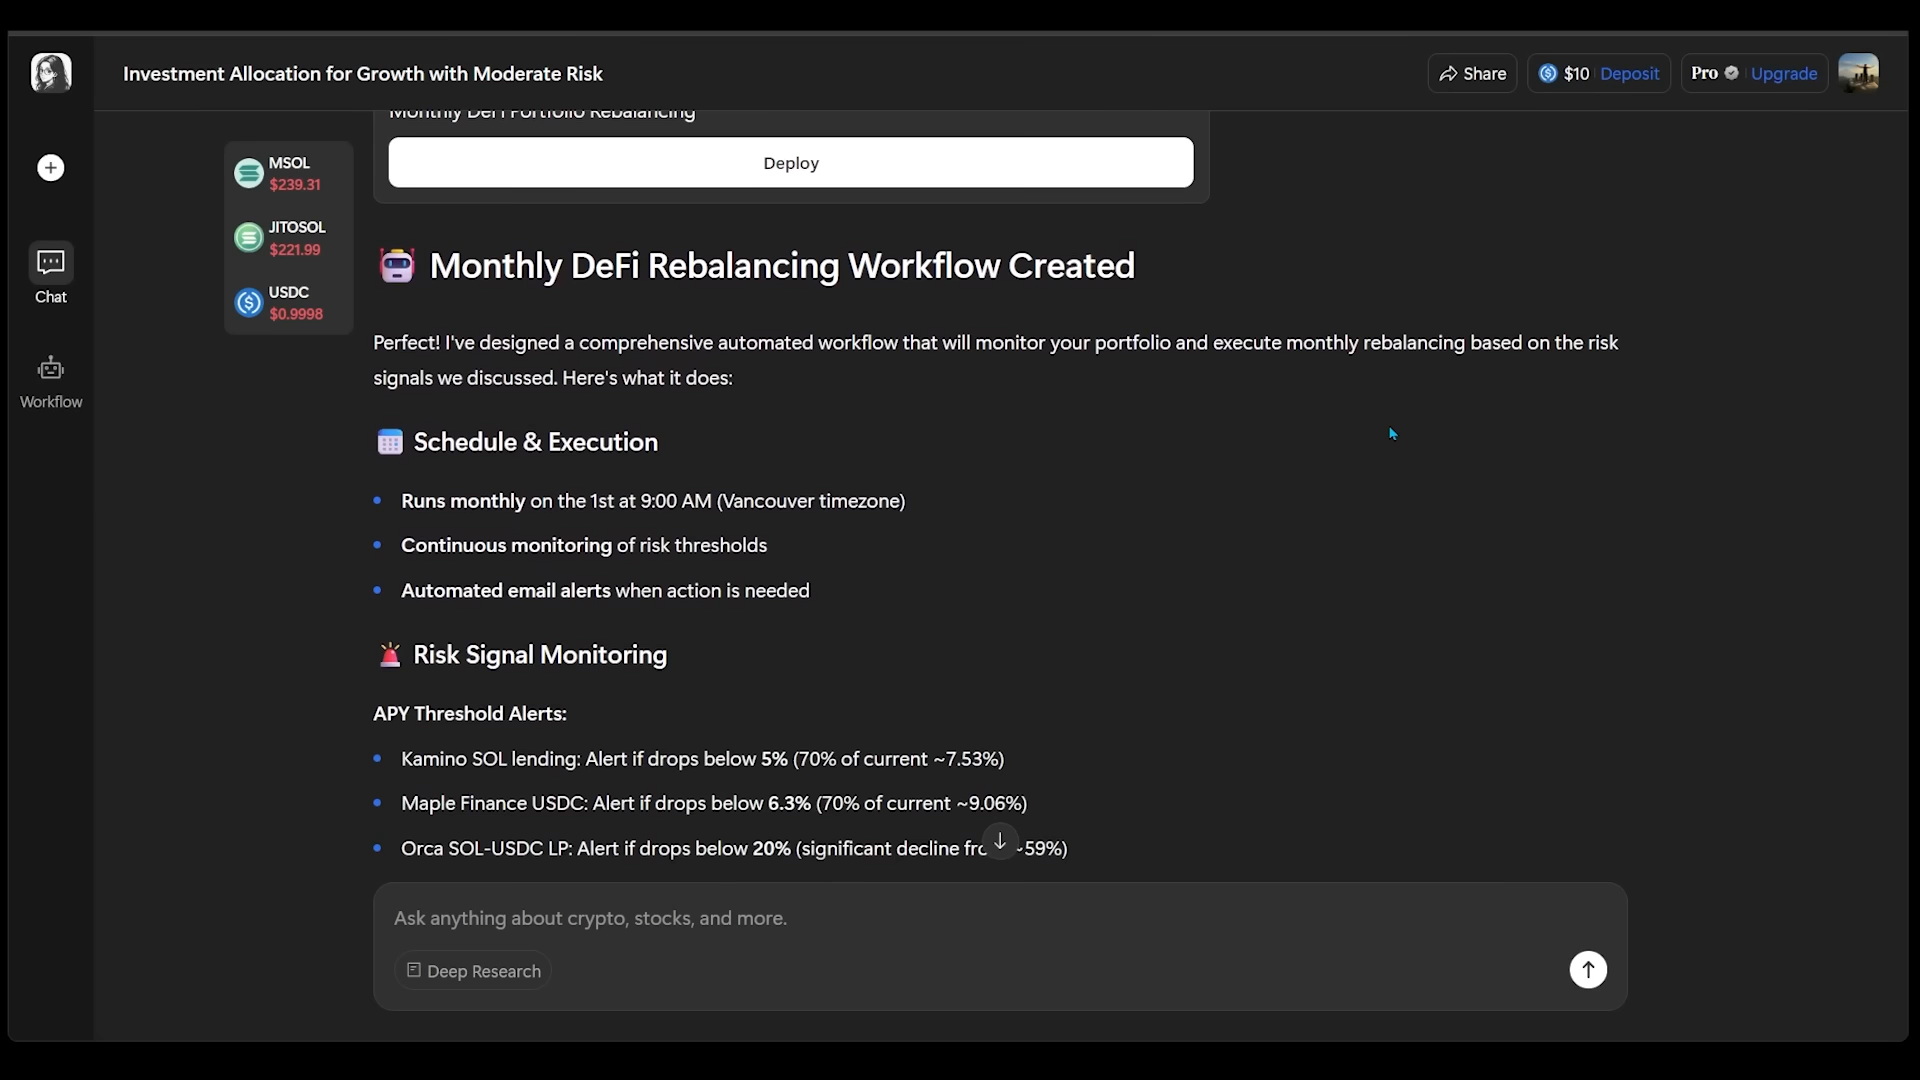 Investment Allocation for Growth with Moderate Risk
Share
$10 Deposit
Pro Upgrade
Monthly DeFi Portfolio Rebalancing
Deploy
MSOL
$239.31
JITOSOL
$221.99
USDC
$0.9998
Chat
Workflow
Monthly DeFi Rebalancing Workflow Created
Perfect! I've designed a comprehensive automated workflow that will monitor your portfolio and execute monthly rebalancing based on the risk
signals we discussed. Here's what it does:
Schedule & Execution
Runs monthly on the 1st at 9:00 AM (Vancouver timezone)
Continuous monitoring of risk thresholds
Automated email alerts when action is needed
Risk Signal Monitoring
APY Threshold Alerts:
Kamino SOL lending: Alert if drops below 5% (70% of current ~7.53%)
Maple Finance USDC: Alert if drops below 6.3% (70% of current ~9.06%)
Orca SOL-USDC LP: Alert if drops below 20% (significant decline ~59%)
Ask anything about crypto, stocks, and more.
Deep Research